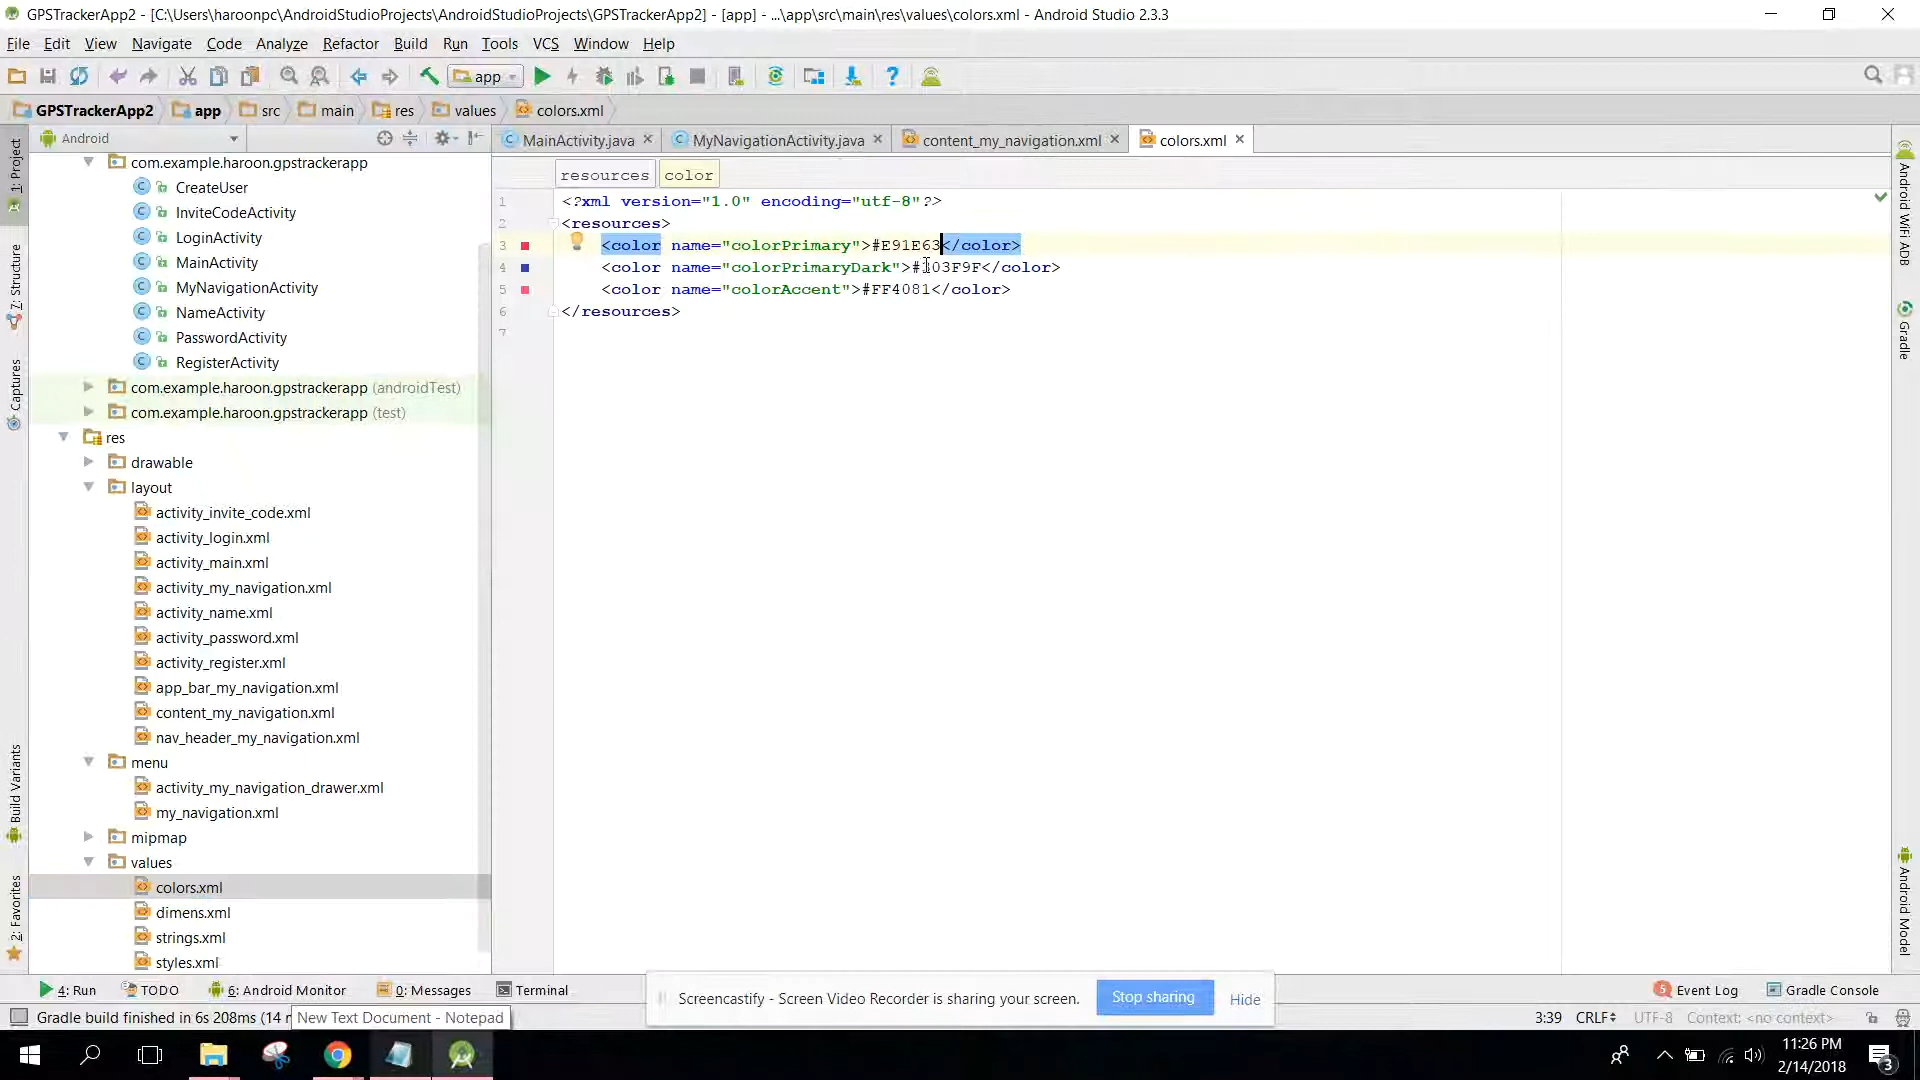 GPSTrackerApp2 - [C:\Users\haroonpc\AndroidStudioProjects\AndroidStudioProjects\GPSTrackerApp2] - [app] - ...\app\src\main\res\values\colors.xml - Android Studio 2.3.3
File Edit View Navigate Code Analyze Refactor Build Run Tools VCS Window Help
app
GPSTrackerApp2 app src main res values colors.xml
Android
MainActivity.java MyNavigationActivity.java content_my_navigation.xml colors.xml
resources color
1 <?xml version="1.0" encoding="utf-8"?>
2 <resources>
3 <color name="colorPrimary">#E91E63</color>
4 <color name="colorPrimaryDark">#303F9F</color>
5 <color name="colorAccent">#FF4081</color>
6 </resources>
7
com.example.haroon.gpstrackerapp
CreateUser
InviteCodeActivity
LoginActivity
MainActivity
MyNavigationActivity
NameActivity
PasswordActivity
RegisterActivity
com.example.haroon.gpstrackerapp (androidTest)
com.example.haroon.gpstrackerapp (test)
res
drawable
layout
activity_invite_code.xml
activity_login.xml
activity_main.xml
activity_my_navigation.xml
activity_name.xml
activity_password.xml
activity_register.xml
app_bar_my_navigation.xml
content_my_navigation.xml
nav_header_my_navigation.xml
menu
activity_my_navigation_drawer.xml
my_navigation.xml
mipmap
values
colors.xml
dimens.xml
strings.xml
styles.xml
1: Project
7: Structure
Captures
Build Variants
2: Favorites
Android WiFi ADB
Gradle
Android Model
4: Run TODO 6: Android Monitor 0: Messages Terminal
Screencastify - Screen Video Recorder is sharing your screen. Stop sharing Hide
5 Event Log Gradle Console
Gradle build finished in 6s 208ms (14 m
New Text Document - Notepad
3:39 CRLF UTF-8 Context: <no context>
11:26 PM
2/14/2018
3